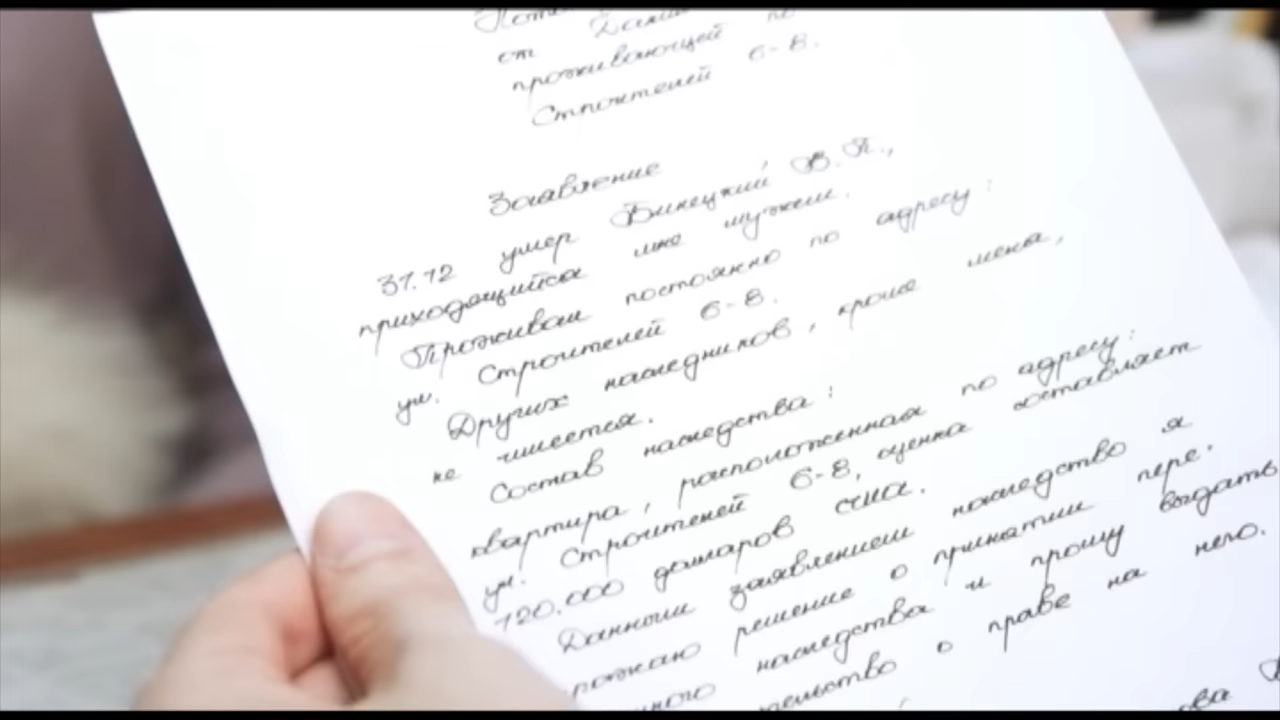 от
проживающей по
Строителей 6-8.
Заявление
31.12 умер Винецкий В.П.,
приходящийся мне мужем.
Проживал постоянно по адресу:
ул. Строителей 6-8.
Других наследников, кроме меня,
не имеется.
Состав наследства:
квартира, расположенная по адресу:
ул. Строителей 6-8, оценка составляет
120.000 долларов сша.
Данным заявлением наследство я
решение о принятии пере.
наследства и прошу выдать
о праве на него.